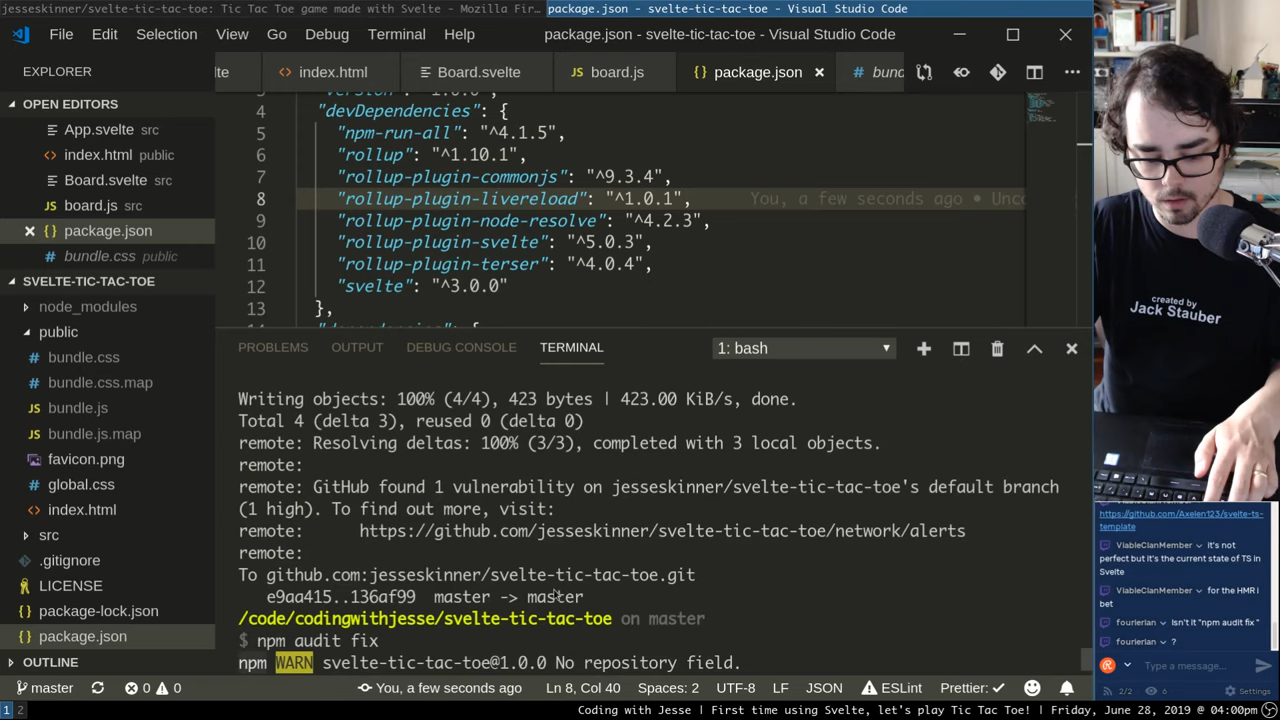 jesseskinner/svelte-tic-tac-toe: Tic Tac Toe game made with Svelte - Mozilla Fir...
package.json - svelte-tic-tac-toe - Visual Studio Code
File Edit Selection View Go Debug Terminal Help
package.json - svelte-tic-tac-toe - Visual Studio Code
EXPLORER
lte
index.html
Board.svelte
JS board.js
{} package.json
# bund
OPEN EDITORS
App.svelte src
index.html public
Board.svelte src
JS board.js src
{} package.json
# bundle.css public
SVELTE-TIC-TAC-TOE
node_modules
public
bundle.css
bundle.css.map
JS bundle.js
bundle.js.map
favicon.png
global.css
index.html
src
.gitignore
LICENSE
package-lock.json
package.json
OUTLINE
4 "devDependencies": {
5 "npm-run-all": "^4.1.5",
6 "rollup": "^1.10.1",
7 "rollup-plugin-commonjs": "^9.3.4",
8 "rollup-plugin-livereload": "^1.0.1", You, a few seconds ago • Unco
9 "rollup-plugin-node-resolve": "^4.2.3",
10 "rollup-plugin-svelte": "^5.0.3",
11 "rollup-plugin-terser": "^4.0.4",
12 "svelte": "^3.0.0"
13 },
PROBLEMS OUTPUT DEBUG CONSOLE TERMINAL 1: bash
Writing objects: 100% (4/4), 423 bytes | 423.00 KiB/s, done.
Total 4 (delta 3), reused 0 (delta 0)
remote: Resolving deltas: 100% (3/3), completed with 3 local objects.
remote:
remote: GitHub found 1 vulnerability on jesseskinner/svelte-tic-tac-toe's default branch
(1 high). To find out more, visit:
remote: https://github.com/jesseskinner/svelte-tic-tac-toe/network/alerts
remote:
To github.com:jesseskinner/svelte-tic-tac-toe.git
e9aa415..136af99 master -> master
/code/codingwithjesse/svelte-tic-tac-toe on master
$ npm audit fix
npm WARN svelte-tic-tac-toe@1.0.0 No repository field.
master 0 0 You, a few seconds ago Ln 8, Col 40 Spaces: 2 UTF-8 LF JSON ESLint Prettier: ✓
created by
Jack Stauber
https://github.com/Axelen123/svelte-ts-
template
ViableClanMember it's not
perfect but it's the current state of TS in
Svelte
ViableClanMember for the HMR i
bet
fourierian Isn't it "npm audit fix "
fourierian ?
Type a message...
2/2 6 Settings
1 2
Coding with Jesse | First time using Svelte, let's play Tic Tac Toe! | Friday, June 28, 2019 @ 04:00pm